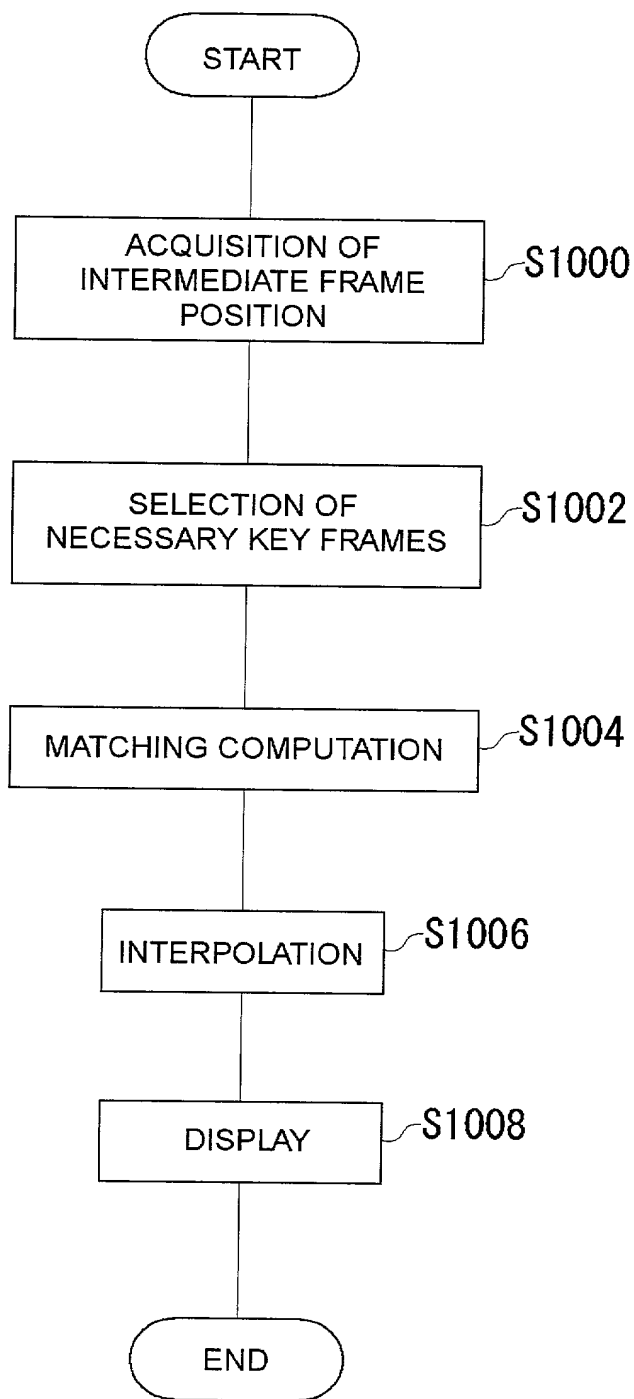 START
ACQUISITION OF
INTERMEDIATE FRAME
POSITION
S1000
SELECTION OF
NECESSARY KEY FRAMES
S1002
MATCHING COMPUTATION
S1004
INTERPOLATION
S1006
DISPLAY
S1008
END